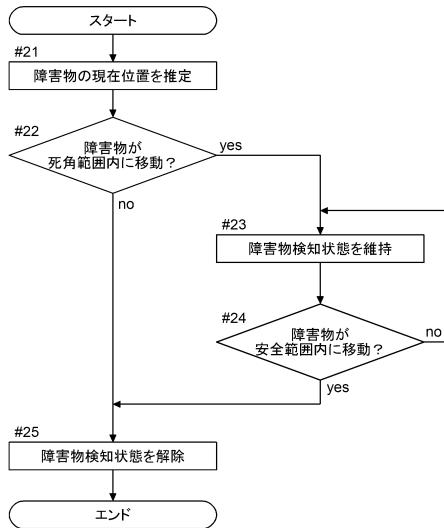 スタート
#21
障害物の現在位置を推定
#22
障害物が
死角範囲内に移動？
yes
no
#23
障害物検知状態を維持
#24
障害物が
安全範囲内に移動？
no
yes
#25
障害物検知状態を解除
エンド